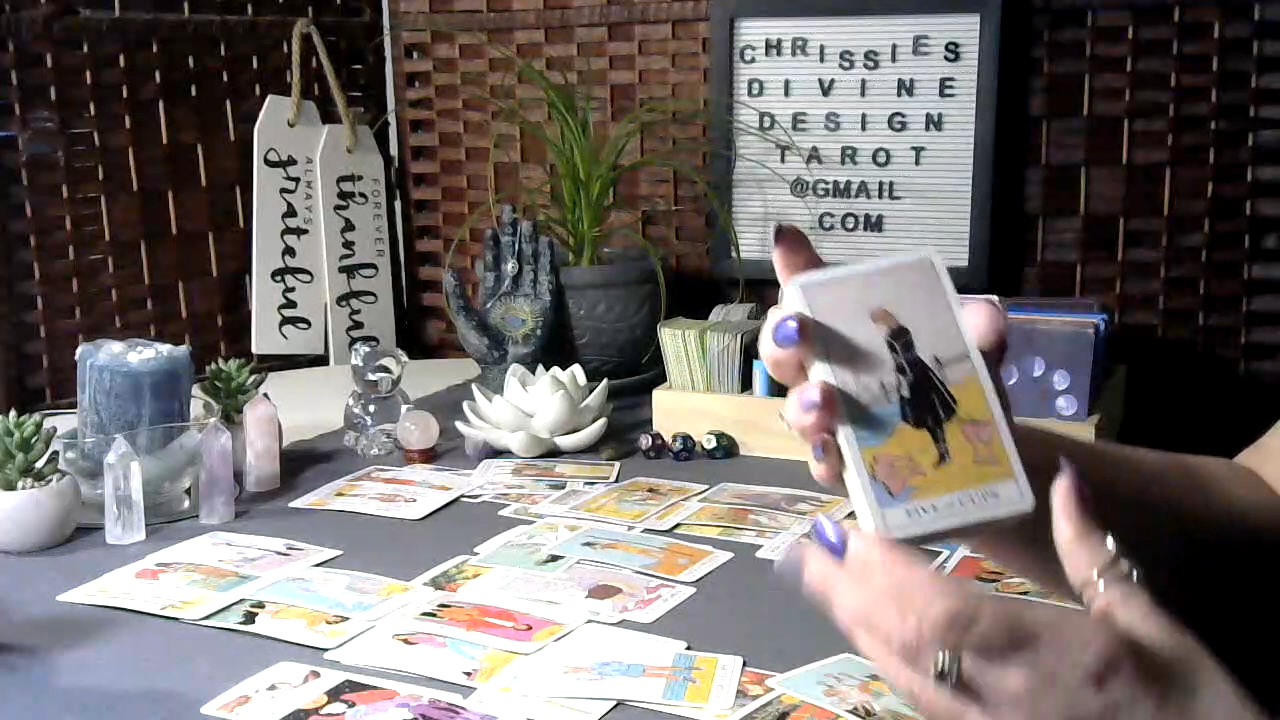 ALWAYS
grateful
FOREVER
thankful
CHRISSIES
DIVINE
DESIGN
TAROT
@GMAIL
.COM